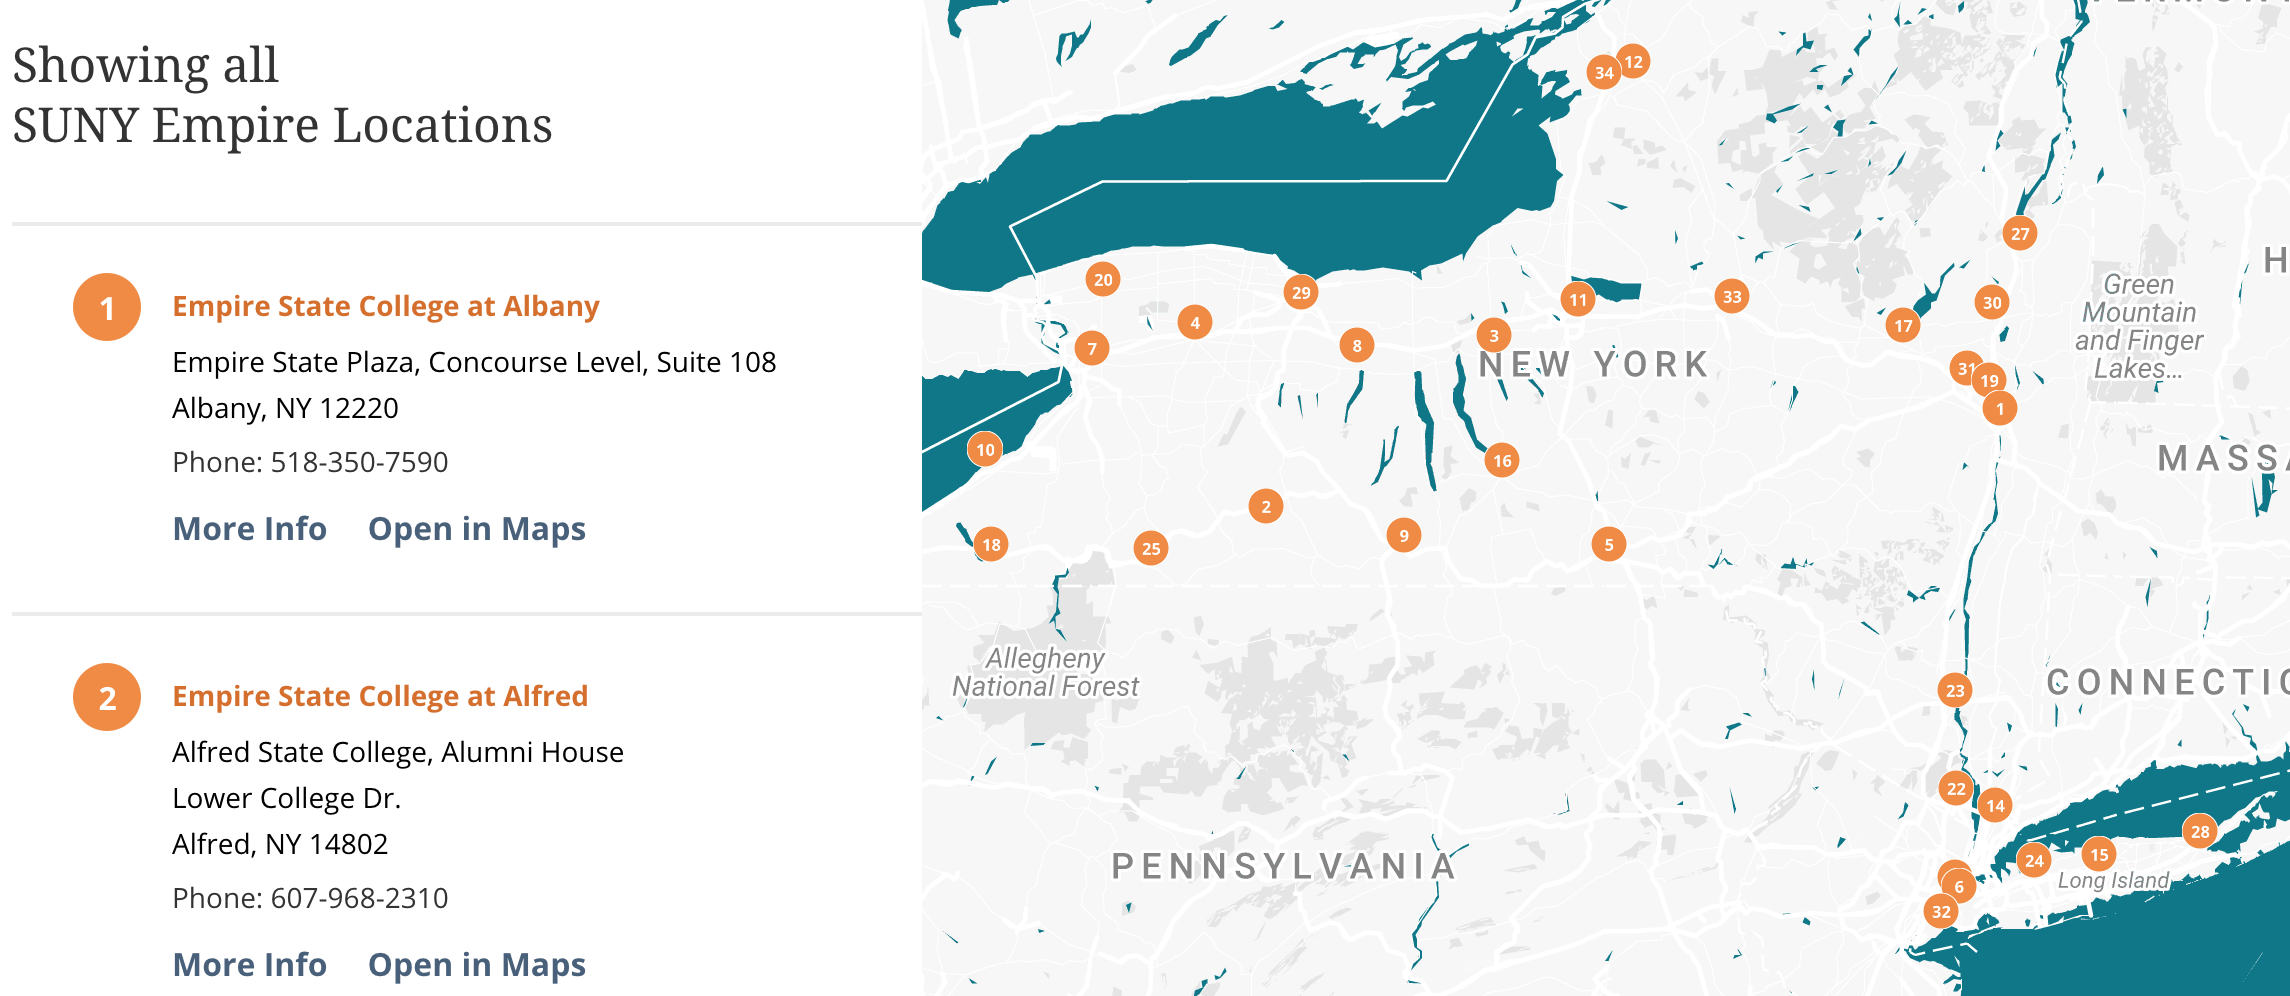 Showing all
SUNY Empire Locations
1
Empire State College at Albany
Empire State Plaza, Concourse Level, Suite 108
Albany, NY 12220
Phone: 518-350-7590
More Info Open in Maps
2
Empire State College at Alfred
Alfred State College, Alumni House
Lower College Dr.
Alfred, NY 14802
Phone: 607-968-2310
More Info Open in Maps
34 12
27
20
29
11
33
30
4
17
3
7
8
NEW YORK
Green
Mountain
and Finger
Lakes...
H
31
19
1
10
16
MASSA
2
9
18
25
5
Allegheny
National Forest
23
CONNECTIC
22
14
28
15
24
Long Island
PENNSYLVANIA
6
32